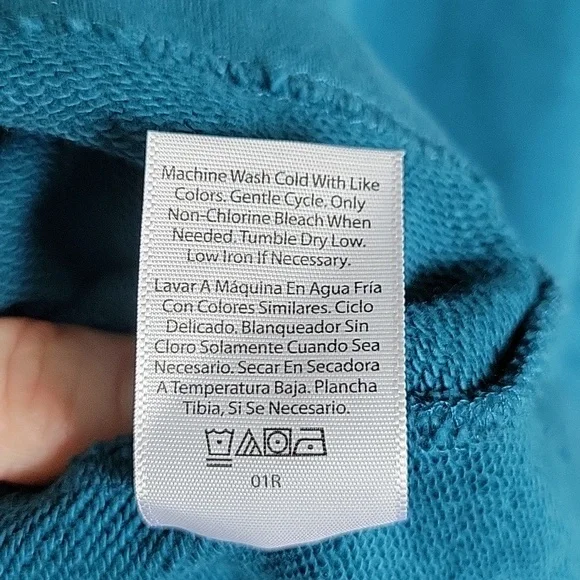 Machine Wash Cold With Like
Colors. Gentle Cycle, Only
Non-Chlorine Bleach When
Needed. Tumble Dry Low.
Low Iron If Necessary.
Lavar A Máquina En Agua Fría
Con Colores Similares. Ciclo
Delicado. Blanqueador Sin
Cloro Solamente Cuando Sea
Necesario. Secar En Secadora
A Temperatura Baja. Plancha
Tibia, Si Se Necesario.
01R